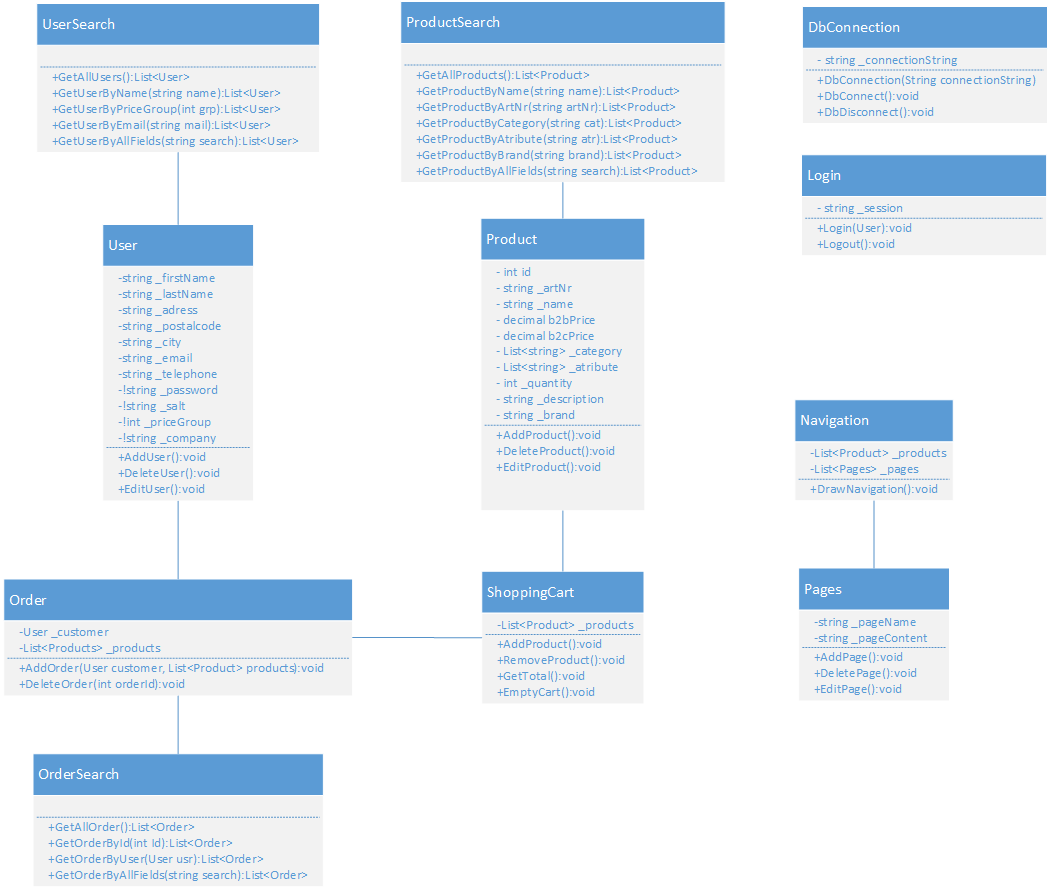 UserSearch
+GetAllUsers():List<User>
+GetUserByName(string name):List<User>
+GetUserByPriceGroup(int grp):List<User>
+GetUserByEmail(string mail):List<User>
+GetUserByAllFields(string search):List<User>
ProductSearch
+GetAllProducts():List<Product>
+GetProductByName(string name):List<Product>
+GetProductByArtNr(string artNr):List<Product>
+GetProductByCategory(string cat):List<Product>
+GetProductByAtribute(string atr):List<Product>
+GetProductByBrand(string brand):List<Product>
+GetProductByAllFields(string search):List<Product>
DbConnection
- string _connectionString
+DbConnection(String connectionString)
+DbConnect():void
+DbDisconnect():void
Login
- string _session
+Login(User):void
+Logout():void
User
-string _firstName
-string _lastName
-string _adress
-string _postalcode
-string _city
-string _email
-string _telephone
-!string _password
-!string _salt
-!int _priceGroup
-!string _company
+AddUser():void
+DeleteUser():void
+EditUser():void
Product
- int id
- string _artNr
- string _name
- decimal b2bPrice
- decimal b2cPrice
- List<string> _category
- List<string> _atribute
- int _quantity
- string _description
- string _brand
+AddProduct():void
+DeleteProduct():void
+EditProduct():void
Navigation
-List<Product> _products
-List<Pages> _pages
+DrawNavigation():void
Order
-User _customer
-List<Products> _products
+AddOrder(User customer, List<Product> products):void
+DeleteOrder(int orderId):void
ShoppingCart
-List<Product> _products
+AddProduct():void
+RemoveProduct():void
+GetTotal():void
+EmptyCart():void
Pages
-string _pageName
-string _pageContent
+AddPage():void
+DeletePage():void
+EditPage():void
OrderSearch
+GetAllOrder():List<Order>
+GetOrderById(int Id):List<Order>
+GetOrderByUser(User usr):List<Order>
+GetOrderByAllFields(string search):List<Order>